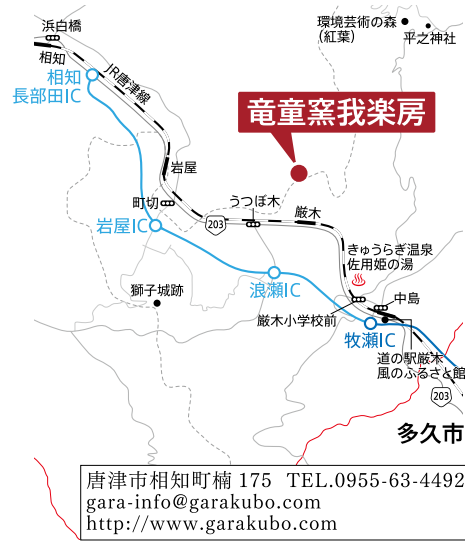 環境芸術の森
(紅葉)
平之神社
浜白橋
相知
相知
長部田IC
JR唐津線
竜童窯我楽房
岩屋
町切
203
うつぼ木
厳木
岩屋IC
きゅうらぎ温泉
佐用姫の湯
獅子城跡
浪瀬IC
中島
厳木小学校前
牧瀬IC
道の駅厳木
風のふるさと館
203
多久市
唐津市相知町楠 175 TEL.0955-63-4492
gara-info@garakubo.com
http://www.garakubo.com